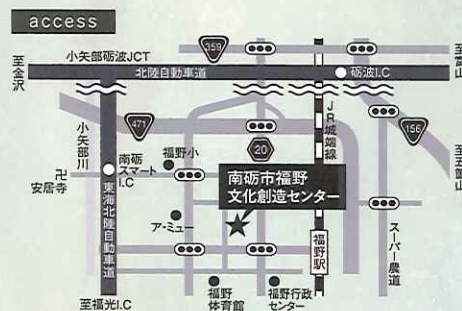 access
小矢部砺波JCT
359
至金沢
北陸自動車道
砺波I.C
至富山
小矢部川
471
JR城端線
156
20
福野小
南砺
スマート
I.C
卍
安居寺
南砺市福野
文化創造センター
至五箇山
東海北陸自動車道
ア・ミュー
スーパー農道
福野駅
至福光I.C
福野
体育館
福野行政
センター